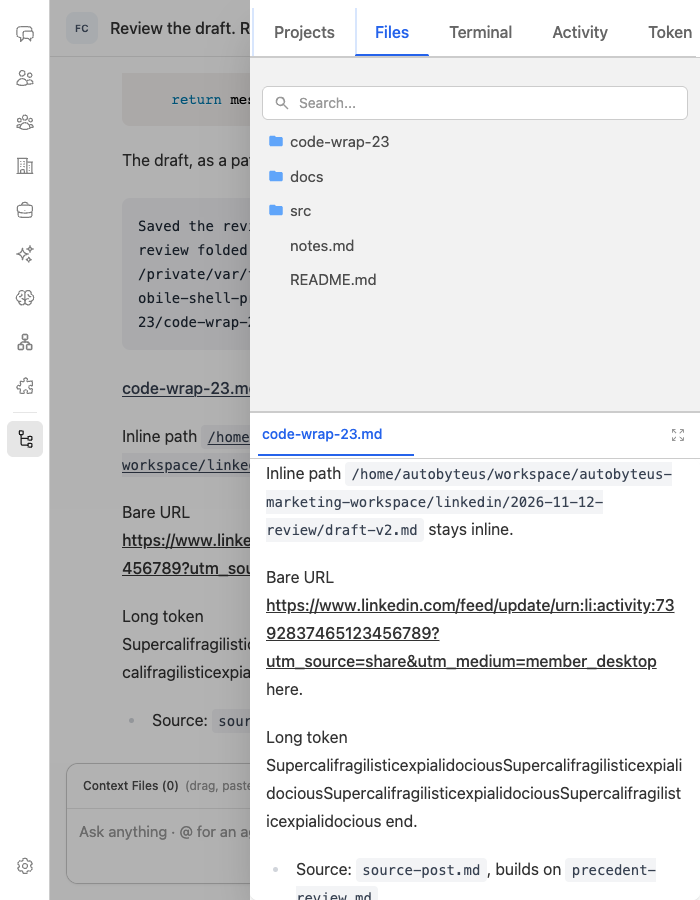 FC
Review the draft. R
return mes
The draft, as a pa
Saved the revi
review folded
/private/var/
obile-shell-p
23/code-wrap-2
code-wrap-23.m
Inline path /home
workspace/linke
Bare URL
https://www.linke
456789?utm_sou
Long token
Supercalifragilistic
califragilisticexpia
Source: sour
Context Files (0) (drag, paste
Ask anything · @ for an a
Projects
Files
Terminal
Activity
Token
Search...
code-wrap-23
docs
src
notes.md
README.md
code-wrap-23.md
Inline path /home/autobyteus/workspace/autobyteus-
marketing-workspace/linkedin/2026-11-12-
review/draft-v2.md stays inline.
Bare URL
https://www.linkedin.com/feed/update/urn:li:activity:73
92837465123456789?
utm_source=share&utm_medium=member_desktop
here.
Long token
SupercalifragilisticexpialidociousSupercalifragilisticexpiali
dociousSupercalifragilisticexpialidociousSupercalifragilist
icexpialidocious end.
Source: source-post.md , builds on precedent-
review.md